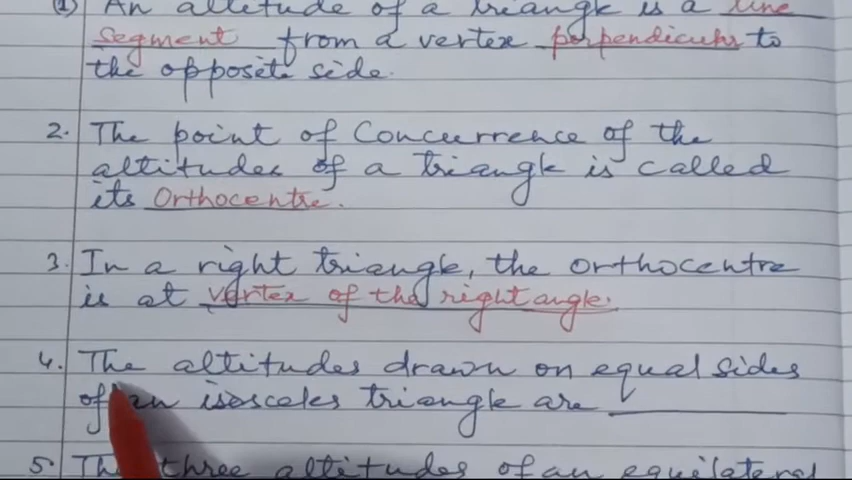 (1) An altitude of a triangle is a line
segment from a vertex perpendicular to
the opposite side.
2. The point of Concurrence of the
altitudes of a triangle is called
its Orthocentre.
3. In a right triangle, the orthocentre
is at vertex of the right angle.
4. The altitudes drawn on equal sides
of an isosceles triangle are ________
5. The three altitudes of an equilateral